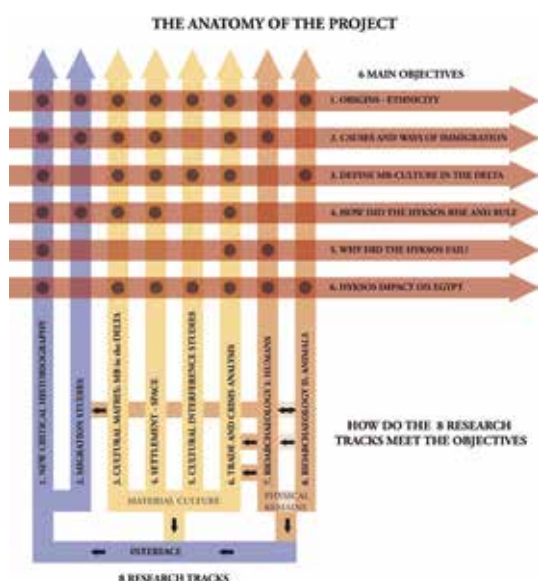 THE ANATOMY OF THE PROJECT
6 MAIN OBJECTIVES
1. ORIGINS - ETHNICITY
2. CAUSES AND WAYS OF IMMIGRATION
3. DEFINE MB-CULTURE IN THE DELTA
4. HOW DID THE HYKSOS RISE AND RULE
5. WHY DID THE HYKSOS FAIL?
6. HYKSOS IMPACT ON EGYPT
1. NEW CRITICAL HISTORIOGRAPHY
2. MIGRATION STUDIES
3. CULTURAL MATRIX: MB in the DELTA
4. SETTLEMENT - SPACE
5. CULTURAL INTERFERENCE STUDIES
6. TRADE AND CRISIS ANALYSIS
7. BIOARCHAEOLOGY I: HUMANS
8. BIOARCHAEOLOGY II: ANIMALS
HOW DO THE 8 RESEARCH
TRACKS MEET THE OBJECTIVES
MATERIAL CULTURE
PHYSICAL
REMAINS
INTERFACE
8 RESEARCH TRACKS